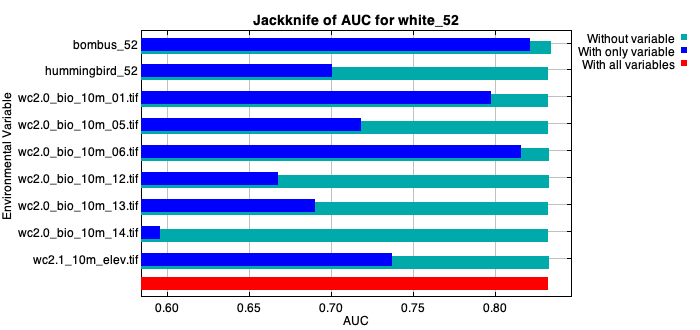 Jackknife of AUC for white_52
Without variable
With only variable
With all variables
Environmental Variable
bombus_52
hummingbird_52
wc2.0_bio_10m_01.tif
wc2.0_bio_10m_05.tif
wc2.0_bio_10m_06.tif
wc2.0_bio_10m_12.tif
wc2.0_bio_10m_13.tif
wc2.0_bio_10m_14.tif
wc2.1_10m_elev.tif
0.60 0.65 0.70 0.75 0.80
AUC